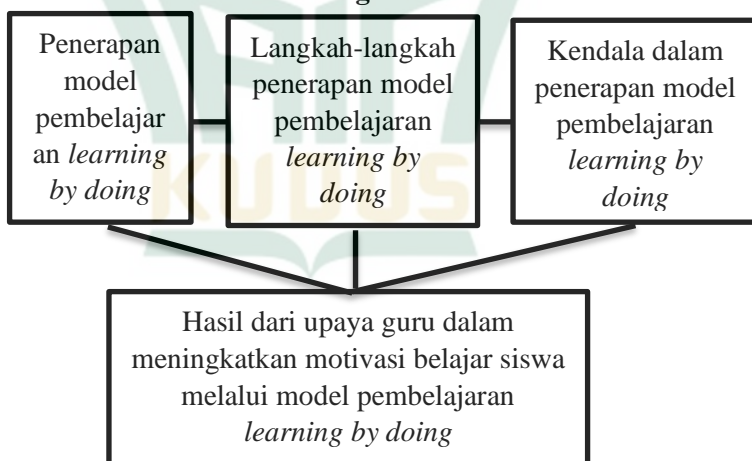 Penerapan
model
pembelajar
an learning
by doing
Langkah-langkah
penerapan model
pembelajaran
learning by
doing
Kendala dalam
penerapan model
pembelajaran
learning by
doing
KUDUS
Hasil dari upaya guru dalam
meningkatkan motivasi belajar siswa
melalui model pembelajaran
learning by doing